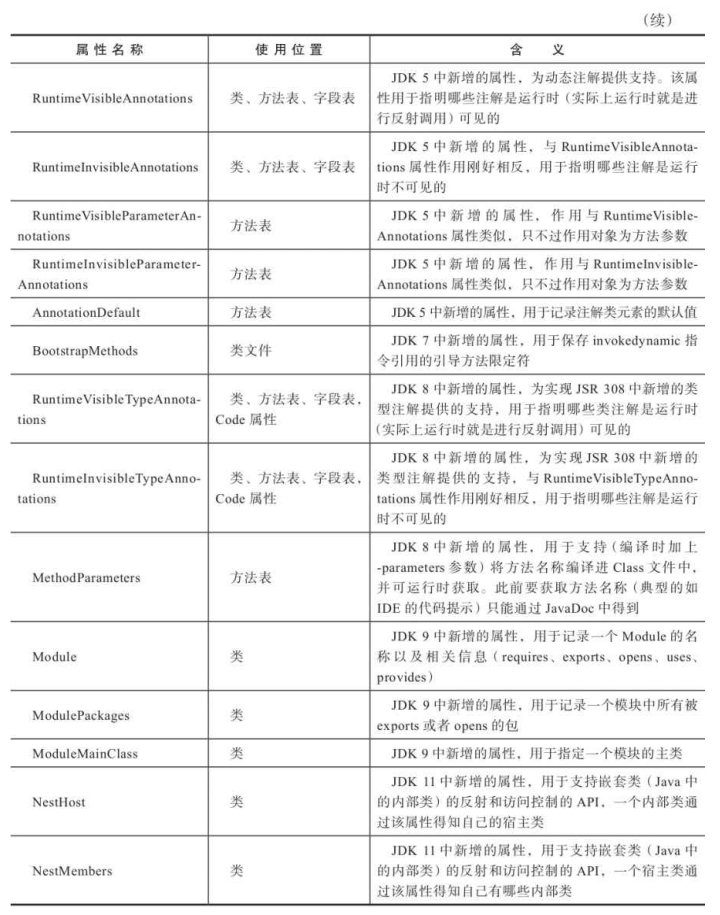 （续）
属性名称 使用位置 含 义
RuntimeVisibleAnnotations 类、方法表、字段表 JDK 5 中新增的属性，为动态注解提供支持。该属
性用于指明哪些注解是运行时（实际上运行时就是进
行反射调用）可见的
RuntimeInvisibleAnnotations 类、方法表、字段表 JDK 5 中新增的属性，与 RuntimeVisibleAnnota-
tions 属性作用刚好相反，用于指明哪些注解是运行
时不可见的
RuntimeVisibleParameterAn-
notations
方法表
JDK 5 中新增的属性，作用与 RuntimeVisible-
Annotations 属性类似，只不过作用对象为方法参数
RuntimeInvisibleParameter-
Annotations
方法表
JDK 5 中新增的属性，作用与 RuntimeInvisible-
Annotations 属性类似，只不过作用对象为方法参数
AnnotationDefault 方法表 JDK 5 中新增的属性，用于记录注解类元素的默认值
BootstrapMethods 类文件 JDK 7 中新增的属性，用于保存 invokedynamic 指
令引用的引导方法限定符
RuntimeVisibleTypeAnnota-
tions
类、方法表、字段表，
Code 属性
JDK 8 中新增的属性，为实现 JSR 308 中新增的类
型注解提供的支持，用于指明哪些类注解是运行时
（实际上运行时就是进行反射调用）可见的
RuntimeInvisibleTypeAnno-
tations
类、方法表、字段表，
Code 属性
JDK 8 中新增的属性，为实现 JSR 308 中新增的
类型注解提供的支持，与 RuntimeVisibleTypeAnno-
tations 属性作用刚好相反，用于指明哪些注解是运行
时不可见的
MethodParameters 方法表 JDK 8 中新增的属性，用于支持（编译时加上
-parameters 参数）将方法名称编译进 Class 文件中，
并可运行时获取。此前要获取方法名称（典型的如
IDE 的代码提示）只能通过 JavaDoc 中得到
Module 类 JDK 9 中新增的属性，用于记录一个 Module 的名
称以及相关信息（requires、exports、opens、uses、
provides）
ModulePackages 类 JDK 9 中新增的属性，用于记录一个模块中所有被
exports 或者 opens 的包
ModuleMainClass 类 JDK 9 中新增的属性，用于指定一个模块的主类
NestHost 类 JDK 11 中新增的属性，用于支持嵌套类（Java 中
的内部类）的反射和访问控制的 API，一个内部类通
过该属性得知自己的宿主类
NestMembers 类 JDK 11 中新增的属性，用于支持嵌套类（Java 中
的内部类）的反射和访问控制的 API，一个宿主类通
过该属性得知自己有哪些内部类